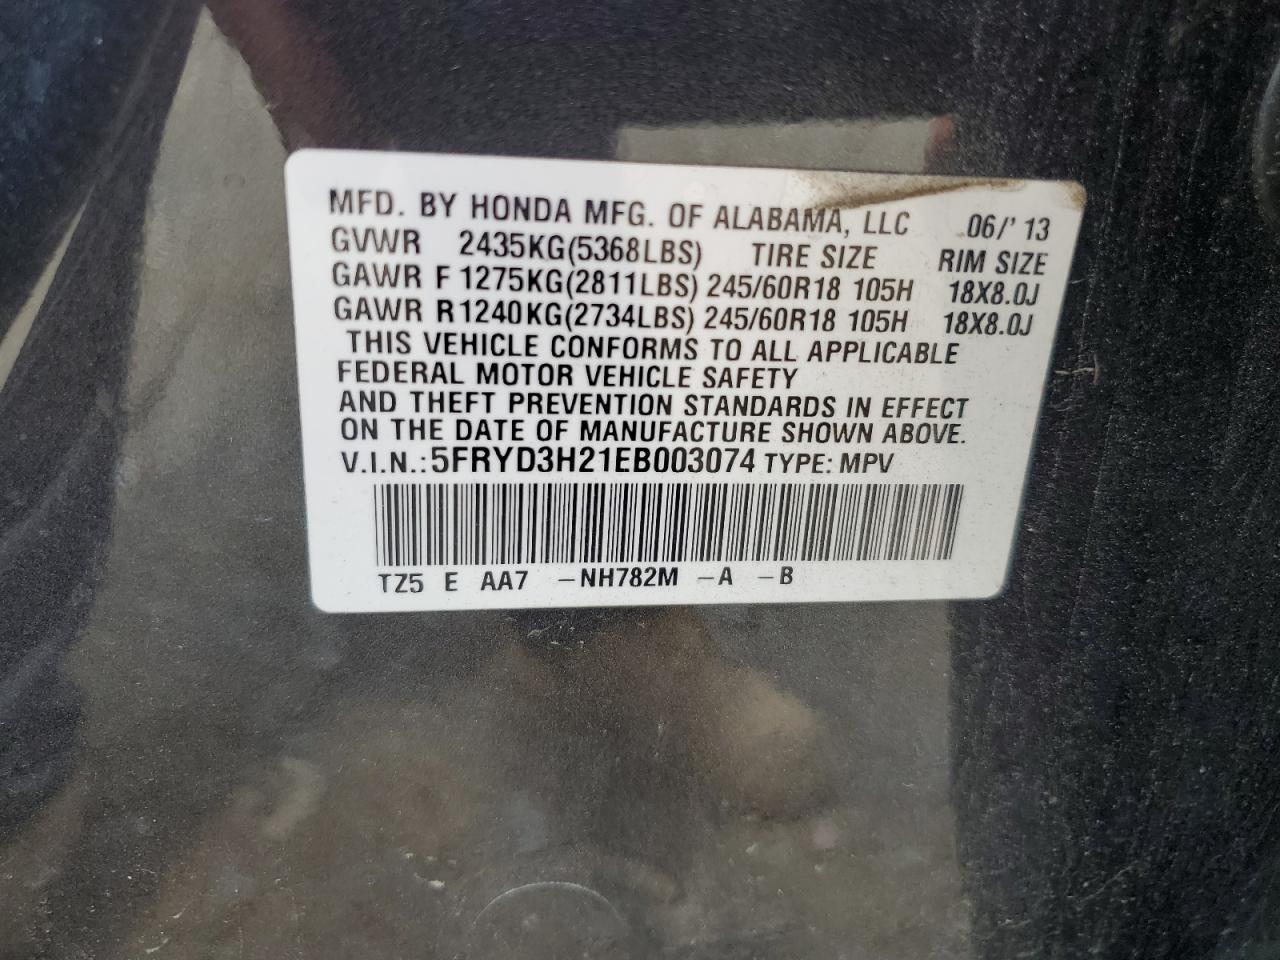 MFD. BY HONDA MFG. OF ALABAMA, LLC 06/' 13
GVWR 2435KG(5368LBS) TIRE SIZE RIM SIZE
GAWR F 1275KG(2811LBS) 245/60R18 105H 18X8.0J
GAWR R1240KG(2734LBS) 245/60R18 105H 18X8.0J
THIS VEHICLE CONFORMS TO ALL APPLICABLE
FEDERAL MOTOR VEHICLE SAFETY
AND THEFT PREVENTION STANDARDS IN EFFECT
ON THE DATE OF MANUFACTURE SHOWN ABOVE.
V.I.N.:5FRYD3H21EB003074 TYPE: MPV
TZ5 E AA7 –NH782M –A –B